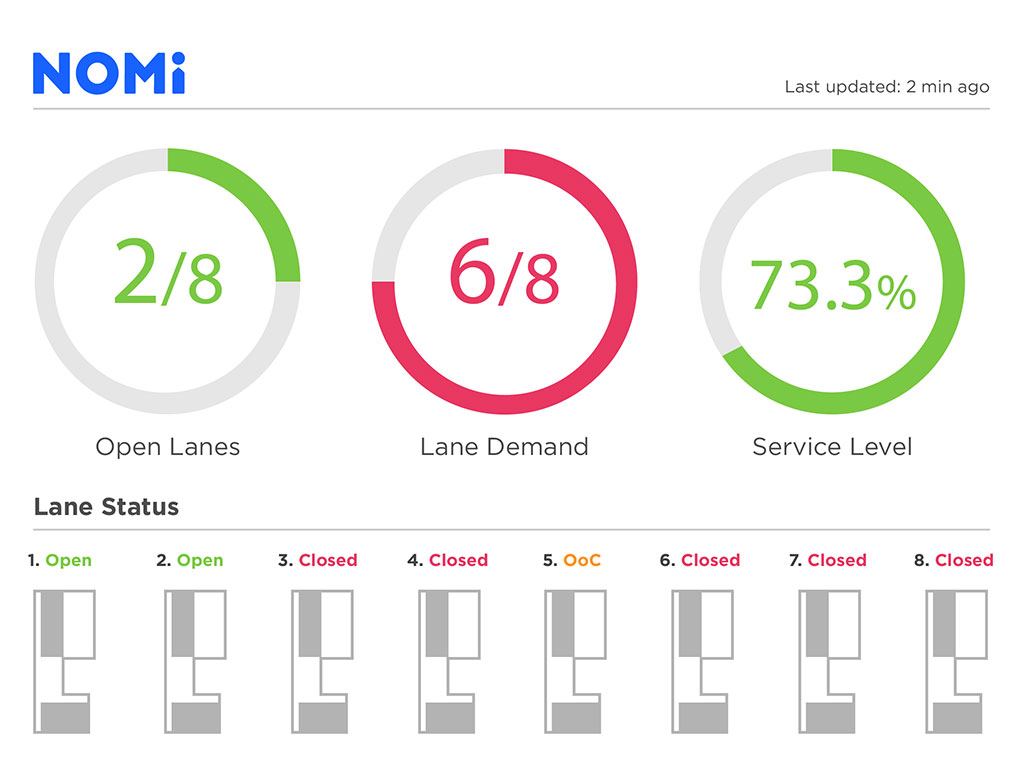 NOMi
Last updated: 2 min ago
2/8
6/8
73.3%
Open Lanes
Lane Demand
Service Level
Lane Status
1. Open
2. Open
3. Closed
4. Closed
5. OoC
6. Closed
7. Closed
8. Closed